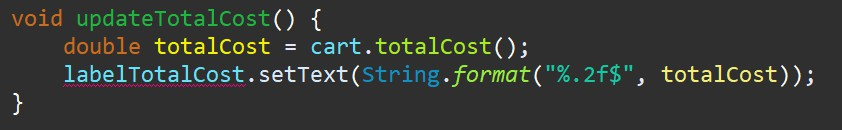 void updateTotalCost() {
    double totalCost = cart.totalCost();
    labelTotalCost.setText(String.format("%.2f$", totalCost));
}